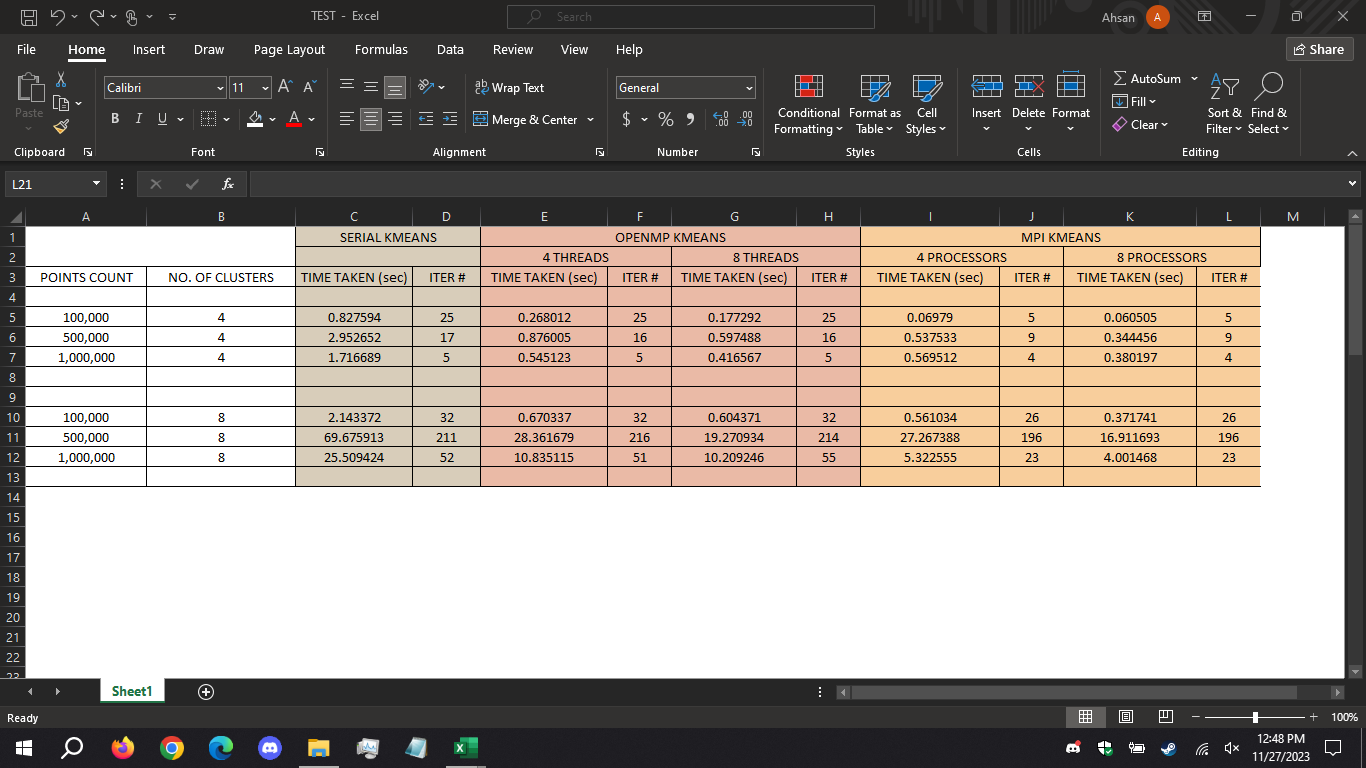 TEST - Excel
Search
Ahsan
A
File Home Insert Draw Page Layout Formulas Data Review View Help
Share
Paste
Calibri 11
Wrap Text
General
Conditional Formatting
Format as Table
Cell Styles
Insert Delete Format
AutoSum
Fill
Clear
Sort & Filter
Find & Select
B I U
Merge & Center
$ % 9
Clipboard Font Alignment Number Styles Cells Editing
L21
fx
A B C D E F G H I J K L M
1 SERIAL KMEANS OPENMP KMEANS MPI KMEANS
2 4 THREADS 8 THREADS 4 PROCESSORS 8 PROCESSORS
3 POINTS COUNT NO. OF CLUSTERS TIME TAKEN (sec) ITER # TIME TAKEN (sec) ITER # TIME TAKEN (sec) ITER # TIME TAKEN (sec) ITER # TIME TAKEN (sec) ITER #
4
5 100,000 4 0.827594 25 0.268012 25 0.177292 25 0.06979 5 0.060505 5
6 500,000 4 2.952652 17 0.876005 16 0.597488 16 0.537533 9 0.344456 9
7 1,000,000 4 1.716689 5 0.545123 5 0.416567 5 0.569512 4 0.380197 4
8
9
10 100,000 8 2.143372 32 0.670337 32 0.604371 32 0.561034 26 0.371741 26
11 500,000 8 69.675913 211 28.361679 216 19.270934 214 27.267388 196 16.911693 196
12 1,000,000 8 25.509424 52 10.835115 51 10.209246 55 5.322555 23 4.001468 23
13
14
15
16
17
18
19
20
21
22
23
Sheet1
Ready
100%
12:48 PM
11/27/2023